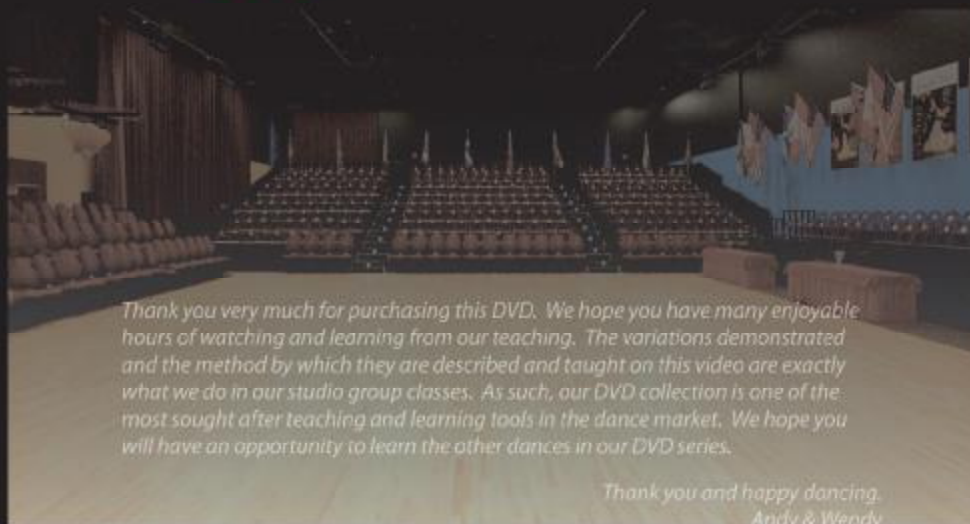 Thank you very much for purchasing this DVD. We hope you have many enjoyable
hours of watching and learning from our teaching. The variations demonstrated
and the method by which they are described and taught on this video are exactly
what we do in our studio group classes. As such, our DVD collection is one of the
most sought after teaching and learning tools in the dance market. We hope you
will have an opportunity to learn the other dances in our DVD series.
Thank you and happy dancing.
Andy & Wendy